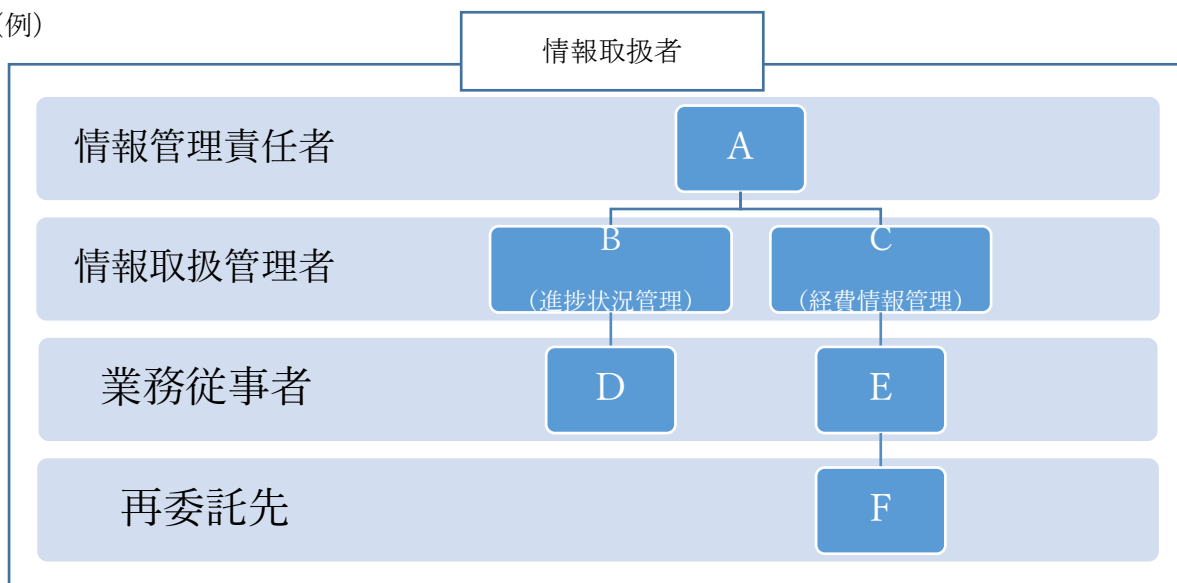 （例）
情報取扱者
情報管理責任者
A
情報取扱管理者
B
（進捗状況管理）
C
（経費情報管理）
業務従事者
D
E
再委託先
F